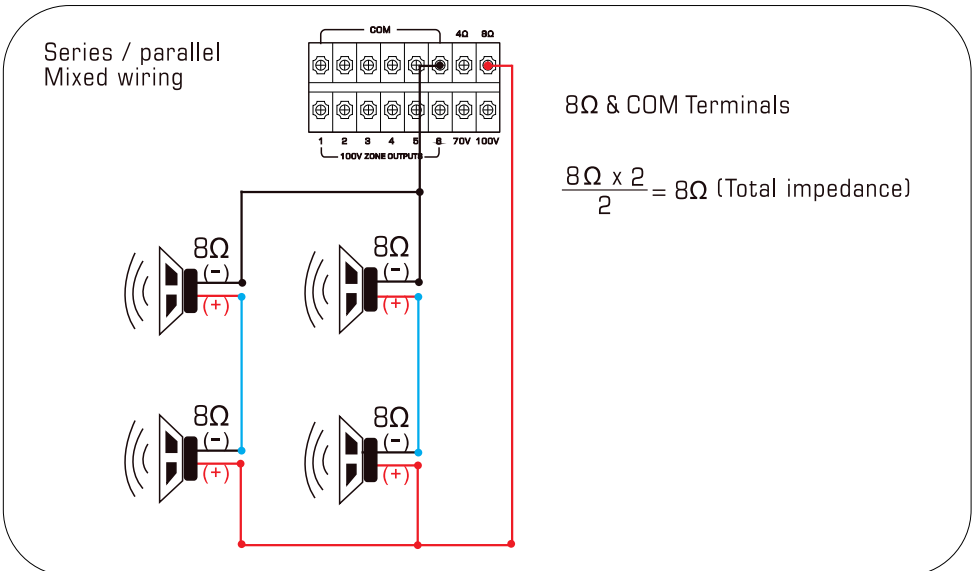 Series / parallel
Mixed wiring
COM 4Ω 8Ω
1 2 3 4 5 6 70V 100V
100V ZONE OUTPUTS
8Ω & COM Terminals
8Ω x 2
2
= 8Ω (Total impedance)
8Ω 8Ω
(-) (-)
(+) (+)
8Ω 8Ω
(-) (-)
(+) (+)